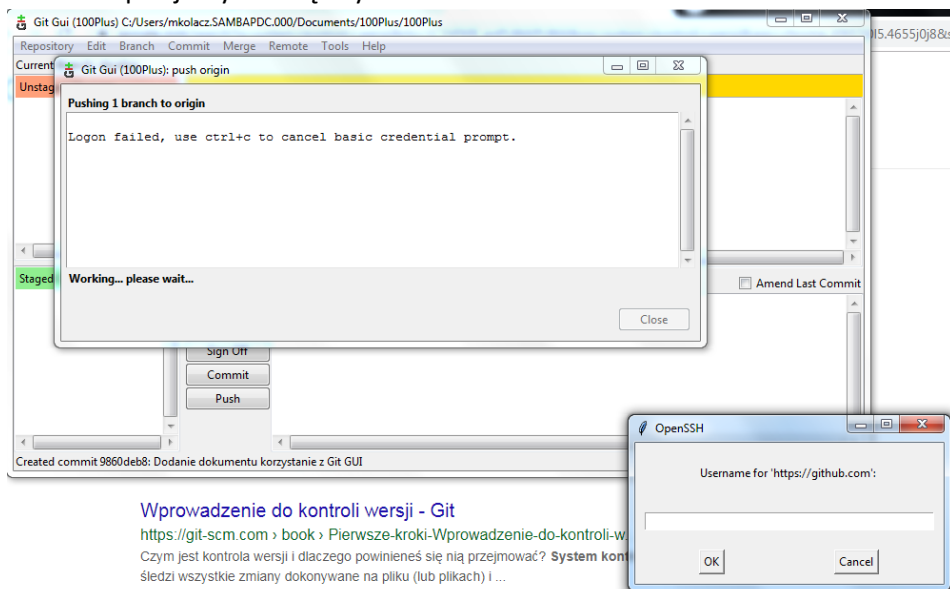 Git Gui (100Plus) C:/Users/mkolacz.SAMBAPDC.000/Documents/100Plus/100Plus
Repository Edit Branch Commit Merge Remote Tools Help
Current
Git Gui (100Plus): push origin
Unstag
Pushing 1 branch to origin
Logon failed, use ctrl+c to cancel basic credential prompt.
Working... please wait...
Close
Staged
Amend Last Commit
Sign Off
Commit
Push
Created commit 9860deb8: Dodanie dokumentu korzystanie z Git GUI
OpenSSH
Username for 'https://github.com':
OK Cancel
Wprowadzenie do kontroli wersji - Git
https://git-scm.com › book › Pierwsze-kroki-Wprowadzenie-do-kontroli-w.
Czym jest kontrola wersji i dlaczego powinieneś się nią przejmować? System kont
śledzi wszystkie zmiany dokonywane na pliku (lub plikach) i ...